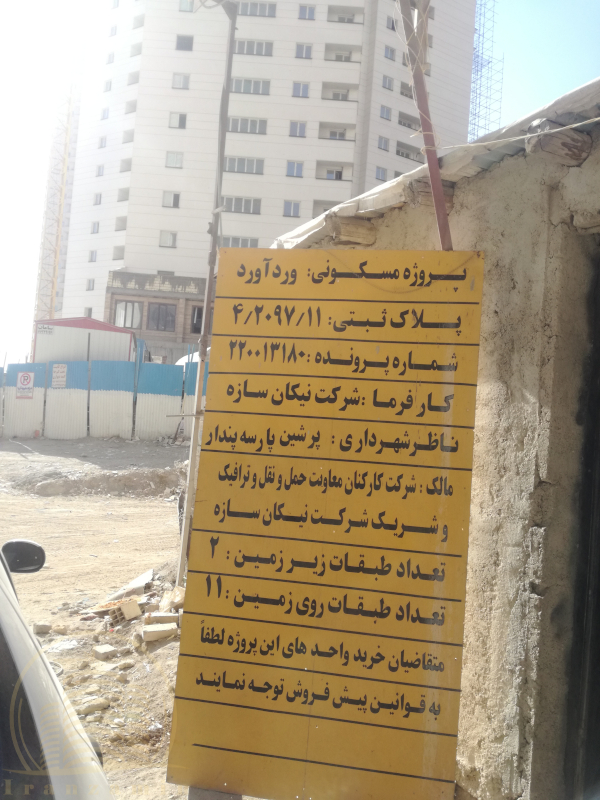 پروژه مسکونی: وردآورد
پلاک ثبتی: ۴/۲۰۹۷/۱۱
شماره پرونده: ۲۲۰۰۱۳۱۸۰
کارفرما: شرکت نیکان سازه
ناظر شهرداری: پرشین پارسه پندار
مالک: شرکت کارکنان معاونت حمل و نقل و ترافیک
و شریک شرکت نیکان سازه
تعداد طبقات زیر زمین: ۲
تعداد طبقات روی زمین: ۱۱
متقاضیان خرید واحد های این پروژه لطفاً
به قوانین پیش فروش توجه نمایند